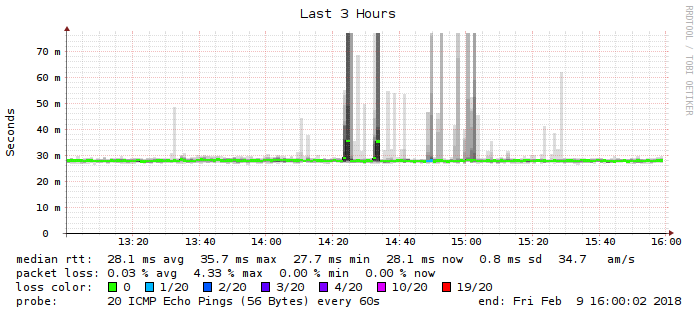 Last 3 Hours
RRDTOOL / TOBI OETIKER
Seconds
70 m
60 m
50 m
40 m
30 m
20 m
10 m
0
13:20 13:40 14:00 14:20 14:40 15:00 15:20 15:40 16:00
median rtt: 28.1 ms avg 35.7 ms max 27.7 ms min 28.1 ms now 0.8 ms sd 34.7 am/s
packet loss: 0.03 % avg 4.33 % max 0.00 % min 0.00 % now
loss color: 0 1/20 2/20 3/20 4/20 10/20 19/20
probe: 20 ICMP Echo Pings (56 Bytes) every 60s end: Fri Feb 9 16:00:02 2018